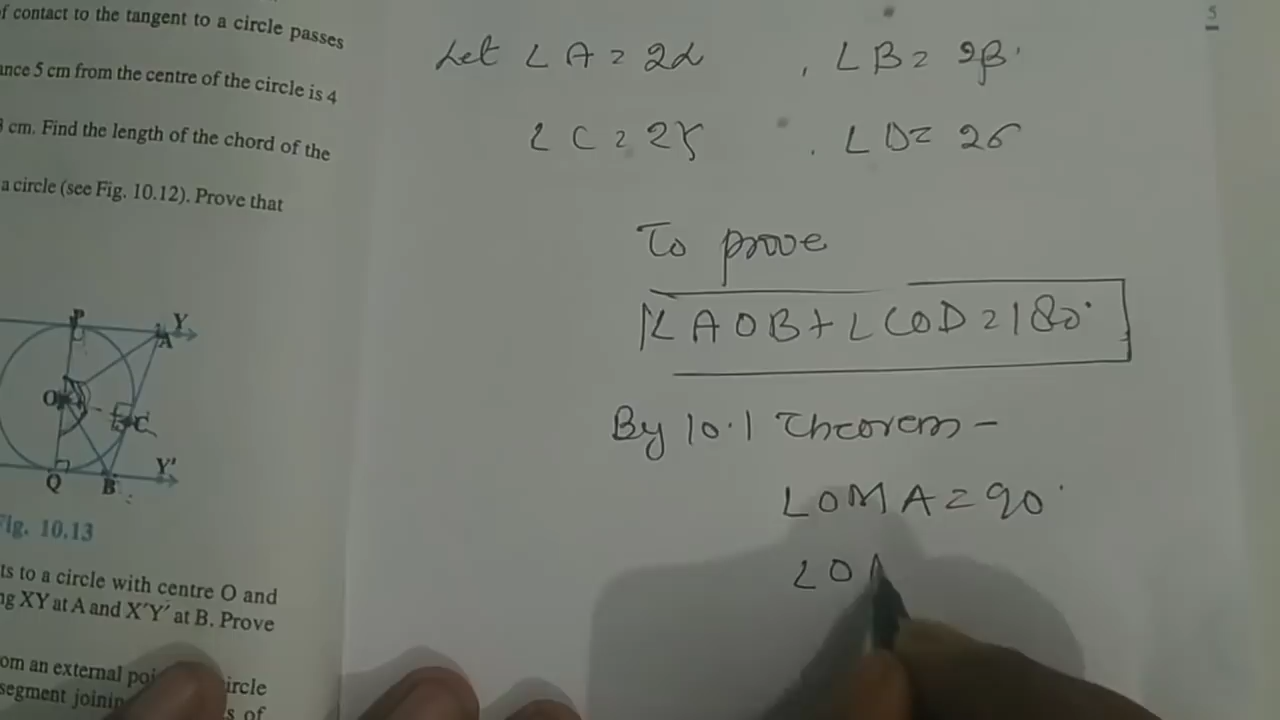 f contact to the tangent to a circle passes
ance 5 cm from the centre of the circle is 4
cm. Find the length of the chord of the
a circle (see Fig. 10.12). Prove that
P Y
A
O C
Q B Y'
Fig. 10.13
ts to a circle with centre O and
ng XY at A and X'Y' at B. Prove
om an external poi ircle
segment joinin s of
5
Let ∠A = 2α , ∠B = 2β
∠C = 2γ . ∠D = 2δ
To prove
∠AOB + ∠COD = 180°
By 10.1 Theorem -
∠OMA = 90°
∠O